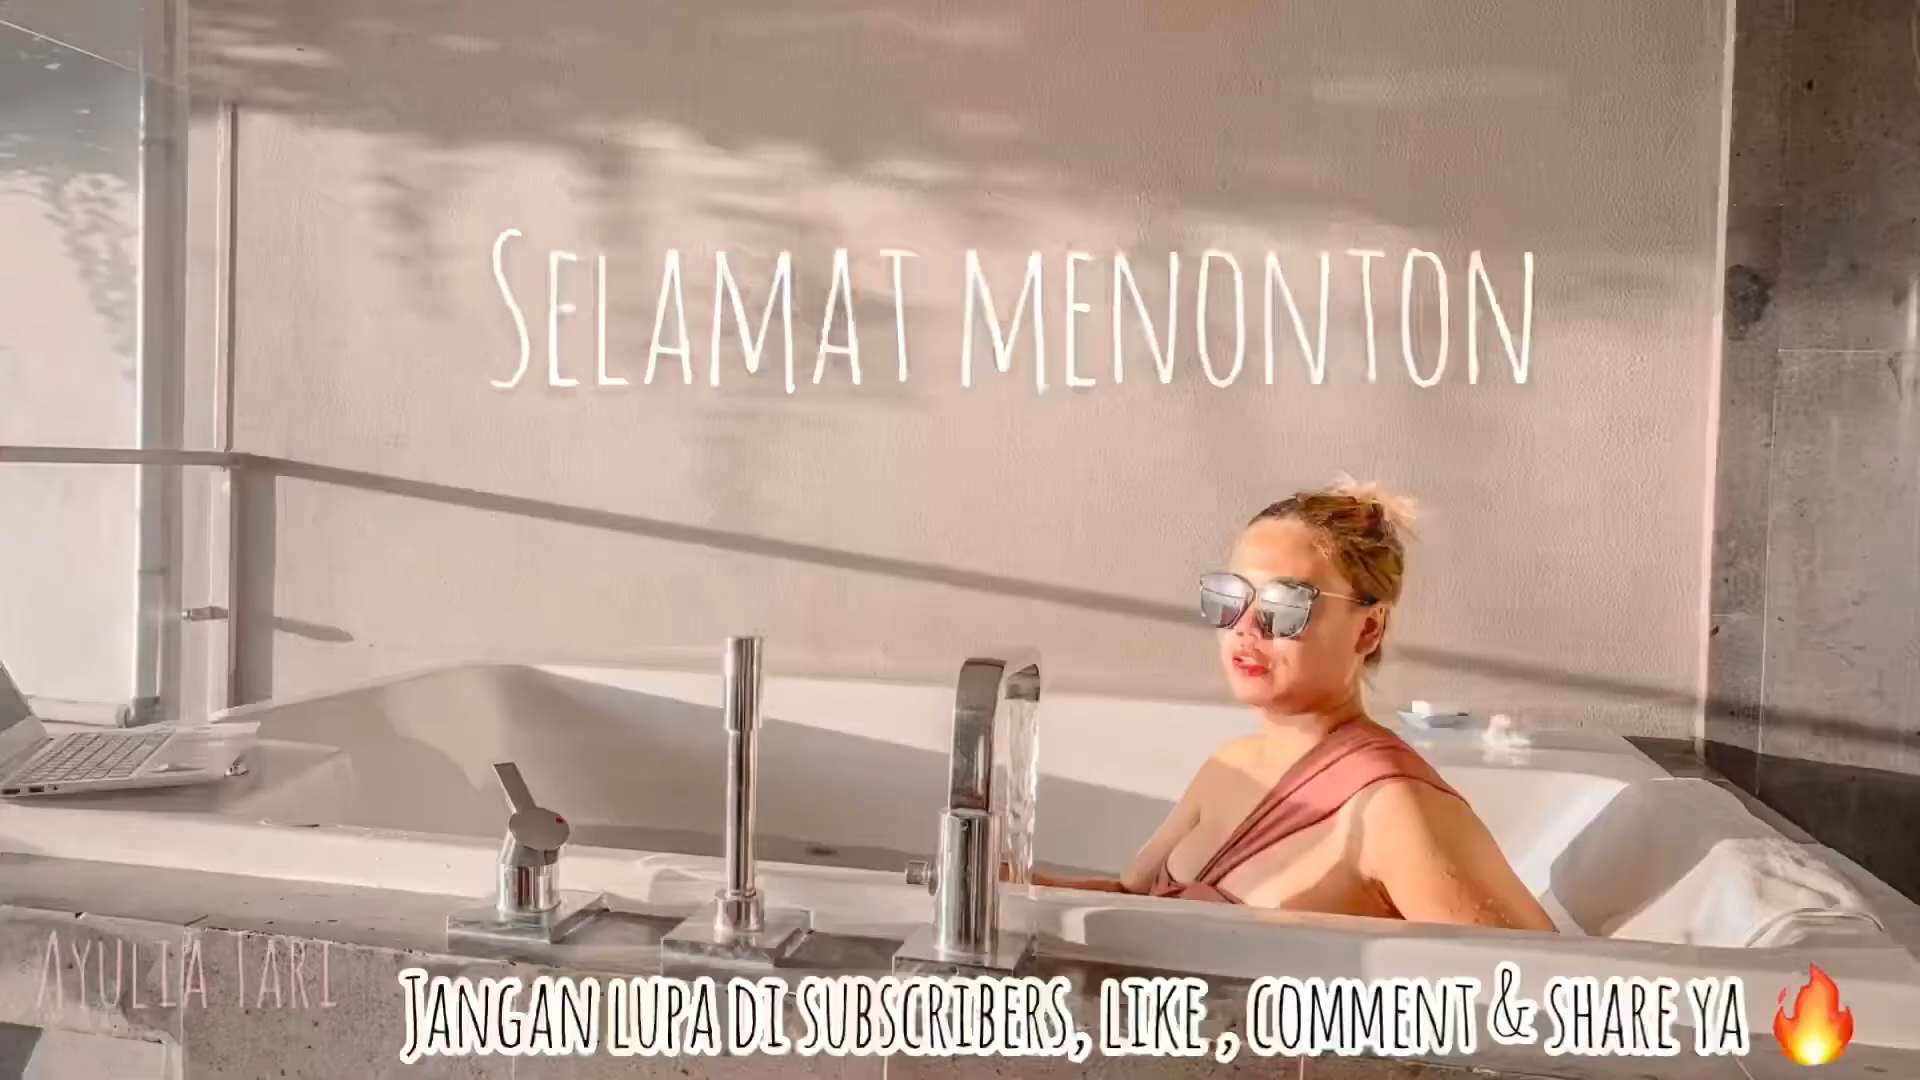 Selamat menonton
Ayulia Tari
Jangan lupa di subscribers, like , comment & share ya 🔥